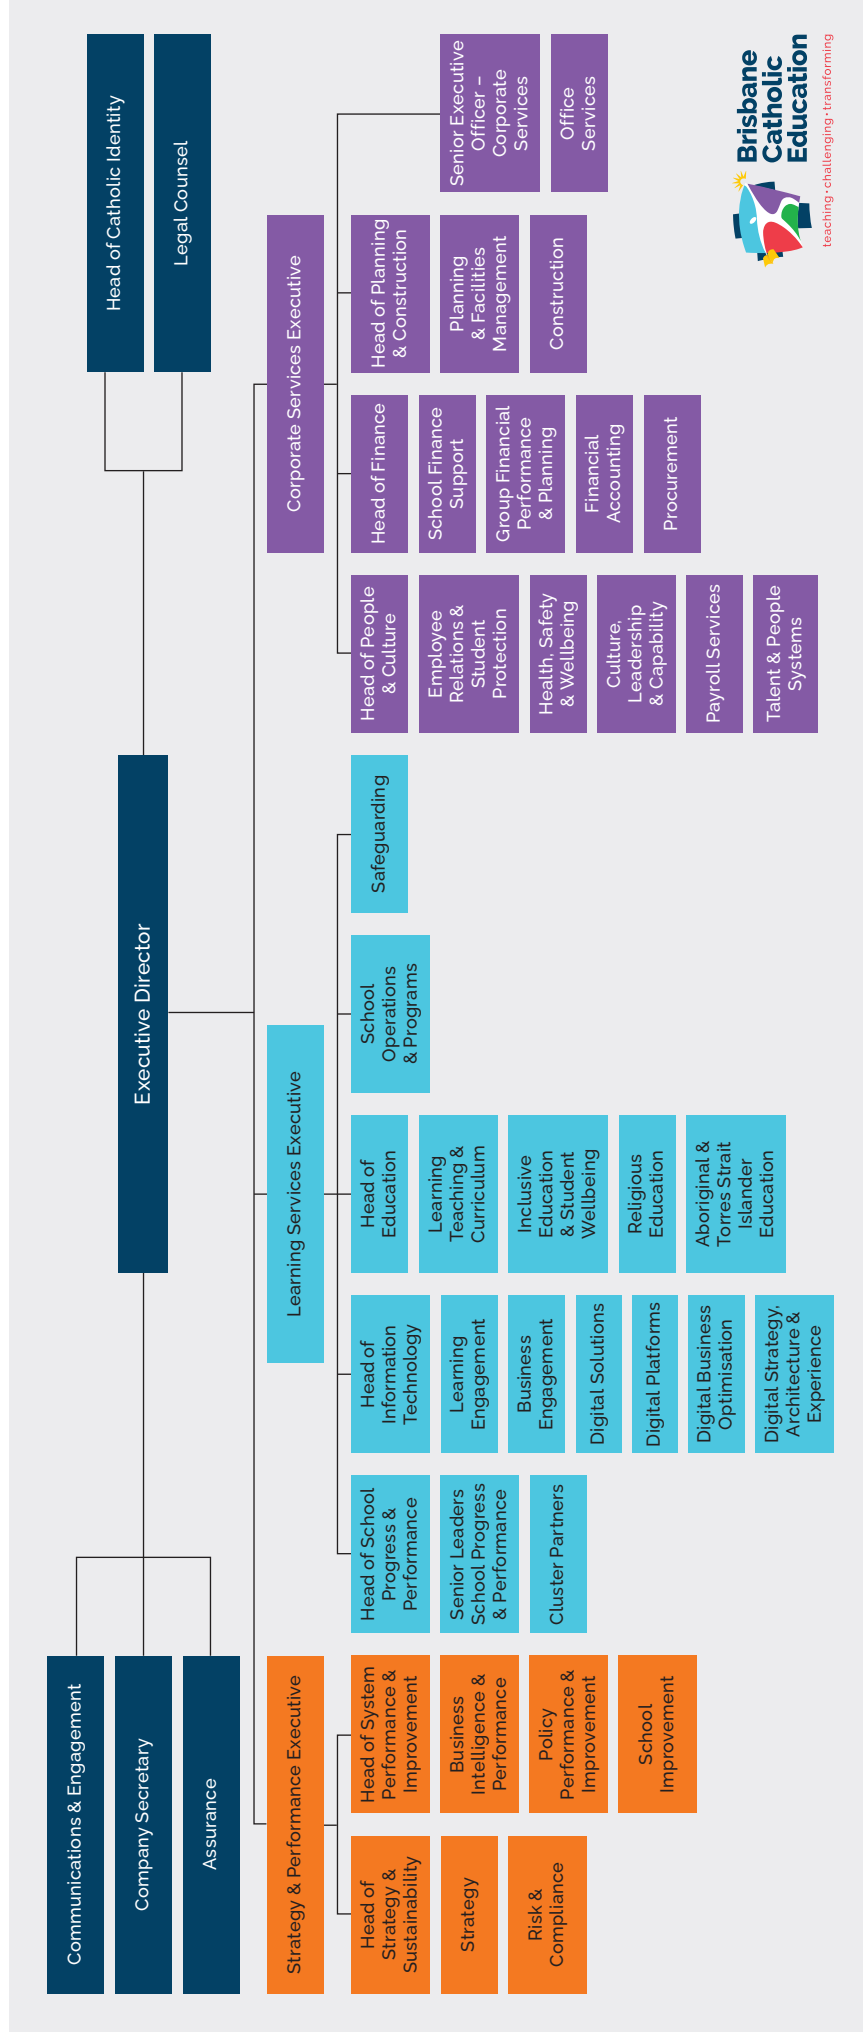 Communications & Engagement
Company Secretary
Assurance
Executive Director
Head of Catholic Identity
Legal Counsel
Strategy & Performance Executive
Head of
Strategy &
Sustainability
Strategy
Risk &
Compliance
Head of System
Performance &
Improvement
Business
Intelligence &
Performance
Policy
Performance &
Improvement
School
Improvement
Learning Services Executive
Head of School
Progress &
Performance
Senior Leaders
School Progress
& Performance
Cluster Partners
Head of
Information
Technology
Learning
Engagement
Business
Engagement
Digital Solutions
Digital Platforms
Digital Business
Optimisation
Digital Strategy,
Architecture &
Experience
Head of
Education
Learning
Teaching &
Curriculum
Inclusive
Education
& Student
Wellbeing
Religious
Education
Aboriginal &
Torres Strait
Islander
Education
School
Operations
& Programs
Safeguarding
Corporate Services Executive
Head of People
& Culture
Employee
Relations &
Student
Protection
Health, Safety
& Wellbeing
Culture,
Leadership
& Capability
Payroll Services
Talent & People
Systems
Head of Finance
School Finance
Support
Group Financial
Performance
& Planning
Financial
Accounting
Procurement
Head of Planning
& Construction
Planning
& Facilities
Management
Construction
Senior Executive
Officer –
Corporate
Services
Office
Services
Brisbane
Catholic
Education
teaching·challenging·transforming